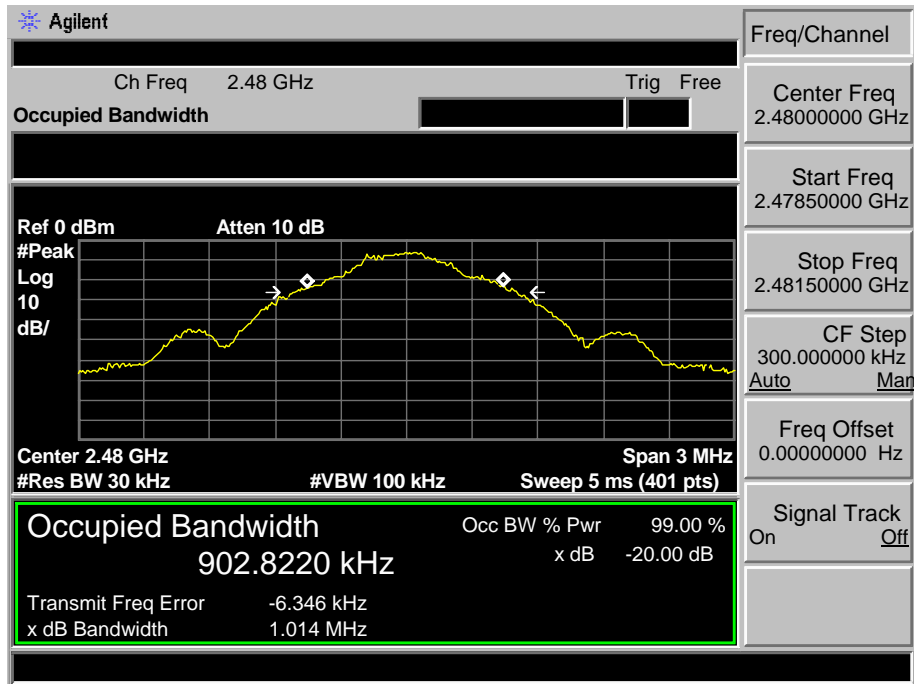 Agilent
Ch Freq 2.48 GHz Trig Free
Occupied Bandwidth
Ref 0 dBm Atten 10 dB
#Peak
Log
10
dB/
Center 2.48 GHz Span 3 MHz
#Res BW 30 kHz #VBW 100 kHz Sweep 5 ms (401 pts)
Occupied Bandwidth Occ BW % Pwr 99.00 %
902.8220 kHz x dB -20.00 dB
Transmit Freq Error -6.346 kHz
x dB Bandwidth 1.014 MHz
Freq/Channel
Center Freq
2.48000000 GHz
Start Freq
2.47850000 GHz
Stop Freq
2.48150000 GHz
CF Step
300.000000 kHz
Auto Man
Freq Offset
0.00000000 Hz
Signal Track
On Off